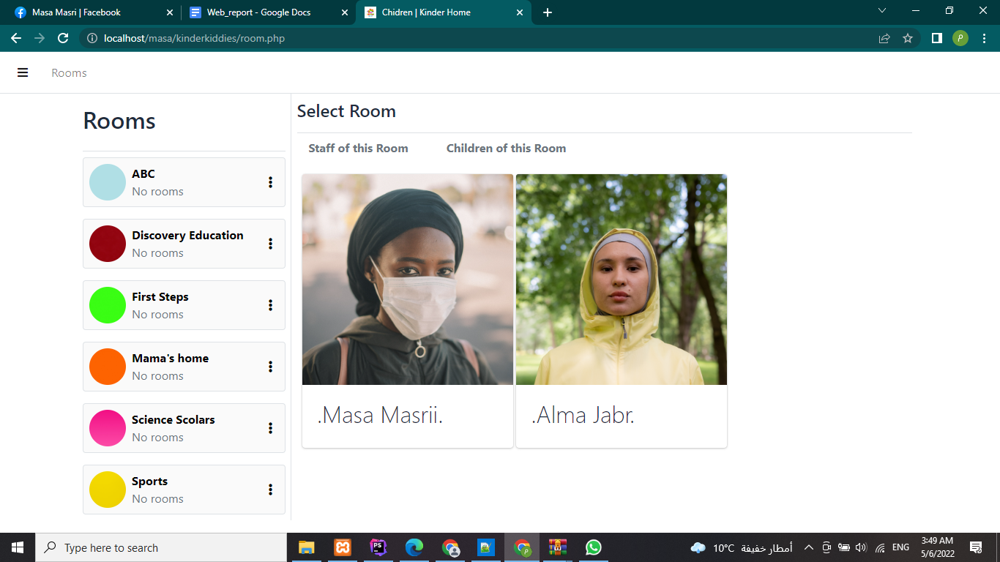 Masa Masri | Facebook
Web_report - Google Docs
Chidren | Kinder Home
localhost/masa/kinderkiddies/room.php
P
Rooms
Rooms
ABC
No rooms
Discovery Education
No rooms
First Steps
No rooms
Mama's home
No rooms
Science Scolars
No rooms
Sports
No rooms
Select Room
Staff of this Room
Children of this Room
.Masa Masrii.
.Alma Jabr.
Type here to search
PS
P
10°C
أمطار خفيفة
ENG
3:49 AM
5/6/2022